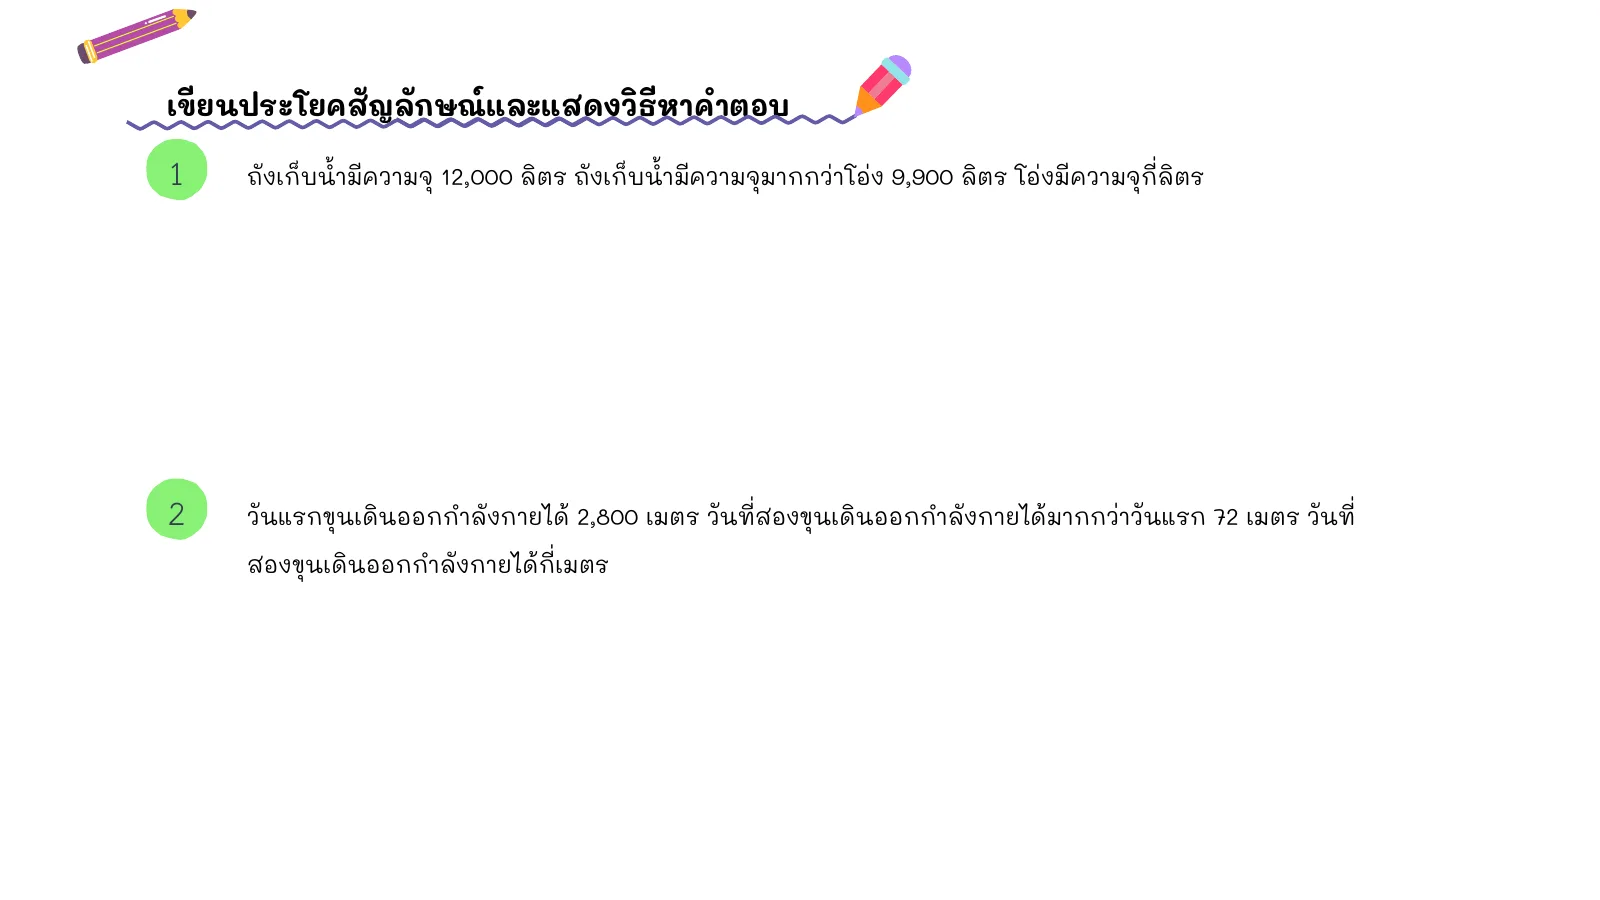 เขียนประโยคสัญลักษณ์และแสดงวิธีหาคำตอบ
1 ถังเก็บน้ำมีความจุ 12,000 ลิตร ถังเก็บน้ำมีความจุมากกว่าโอ่ง 9,900 ลิตร โอ่งมีความจุกี่ลิตร
2 วันแรกขุนเดินออกกำลังกายได้ 2,800 เมตร วันที่สองขุนเดินออกกำลังกายได้มากกว่าวันแรก 72 เมตร วันที่
สองขุนเดินออกกำลังกายได้กี่เมตร